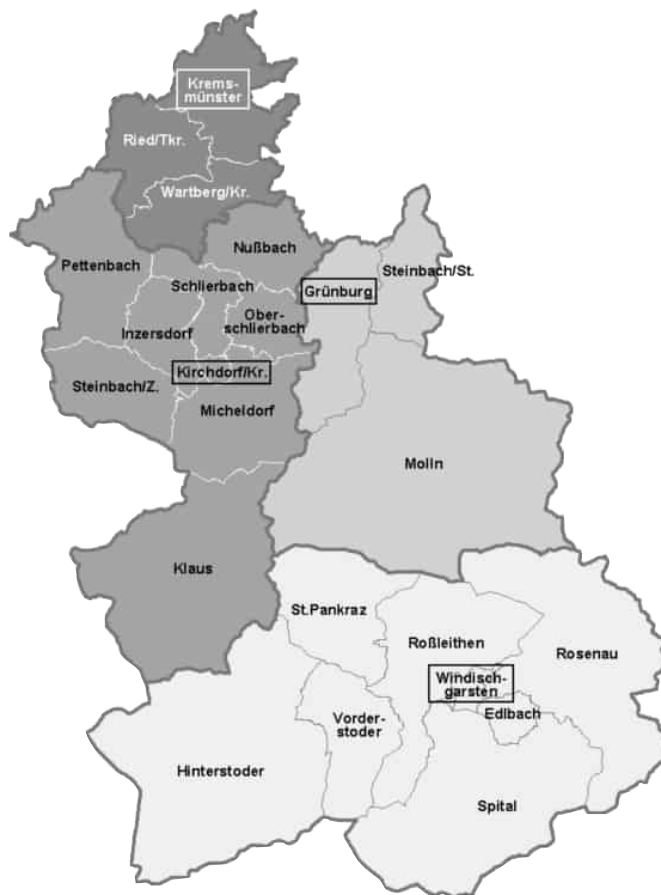 Krems-
münster
Ried/Tkr.
Wartberg/Kr.
Nußbach
Pettenbach
Steinbach/St.
Schlierbach
Grünburg
Ober-
schlierbach
Inzersdorf
Kirchdorf/Kr.
Steinbach/Z.
Micheldorf
Molln
Klaus
St.Pankraz
Roßleithen
Rosenau
Windisch-
garsten
Edlbach
Vorder-
stoder
Hinterstoder
Spital